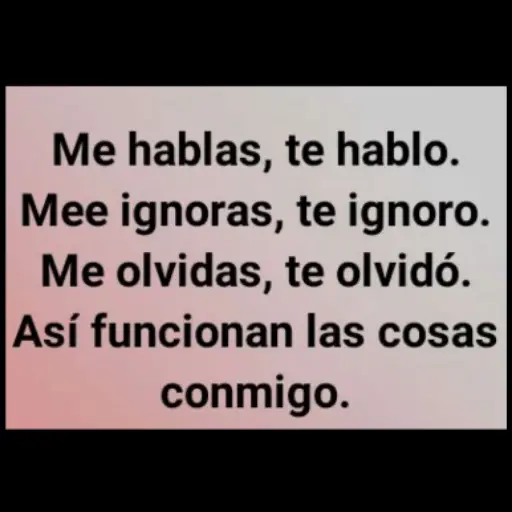 Me hablas, te hablo.
Mee ignoras, te ignoro.
Me olvidas, te olvidó.
Así funcionan las cosas
conmigo.